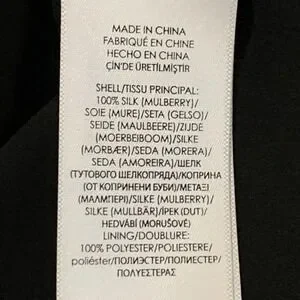 MADE IN CHINA
FABRIQUÉ EN CHINE
HECHO EN CHINA
ÇİN'DE ÜRETİLMİŞTİR
SHELL/TISSU PRINCIPAL:
100% SILK (MULBERRY)/
SOIE (MURE)/SETA (GELSO)/
SEIDE (MAULBEERE)/ZIJDE
(MOERBEIBOOM)/SILKE
(MORBÆR)/SEDA (MORERA)/
SEDA (AMOREIRA)/ШЕЛК
(ТУТОВОГО ШЕЛКОПРЯДА)/КОПРИНА
(ОТ КОПРИНЕНИ БУБИ)/ΜΕΤΑΞΙ
(ΜΑΛΜΠΕΡΙ)/SILKE (MULBERRY)/
SILKE (MULLBÄR)/İPEK (DUT)/
HEDVÁBÍ (MORUŠOVÉ)
LINING/DOUBLURE:
100% POLYESTER/POLIESTERE/
poliéster/ПОЛИЭСТЕР/ПОЛИЕСТЕР/
ΠΟΛΥΕΣΤΕΡΑΣ